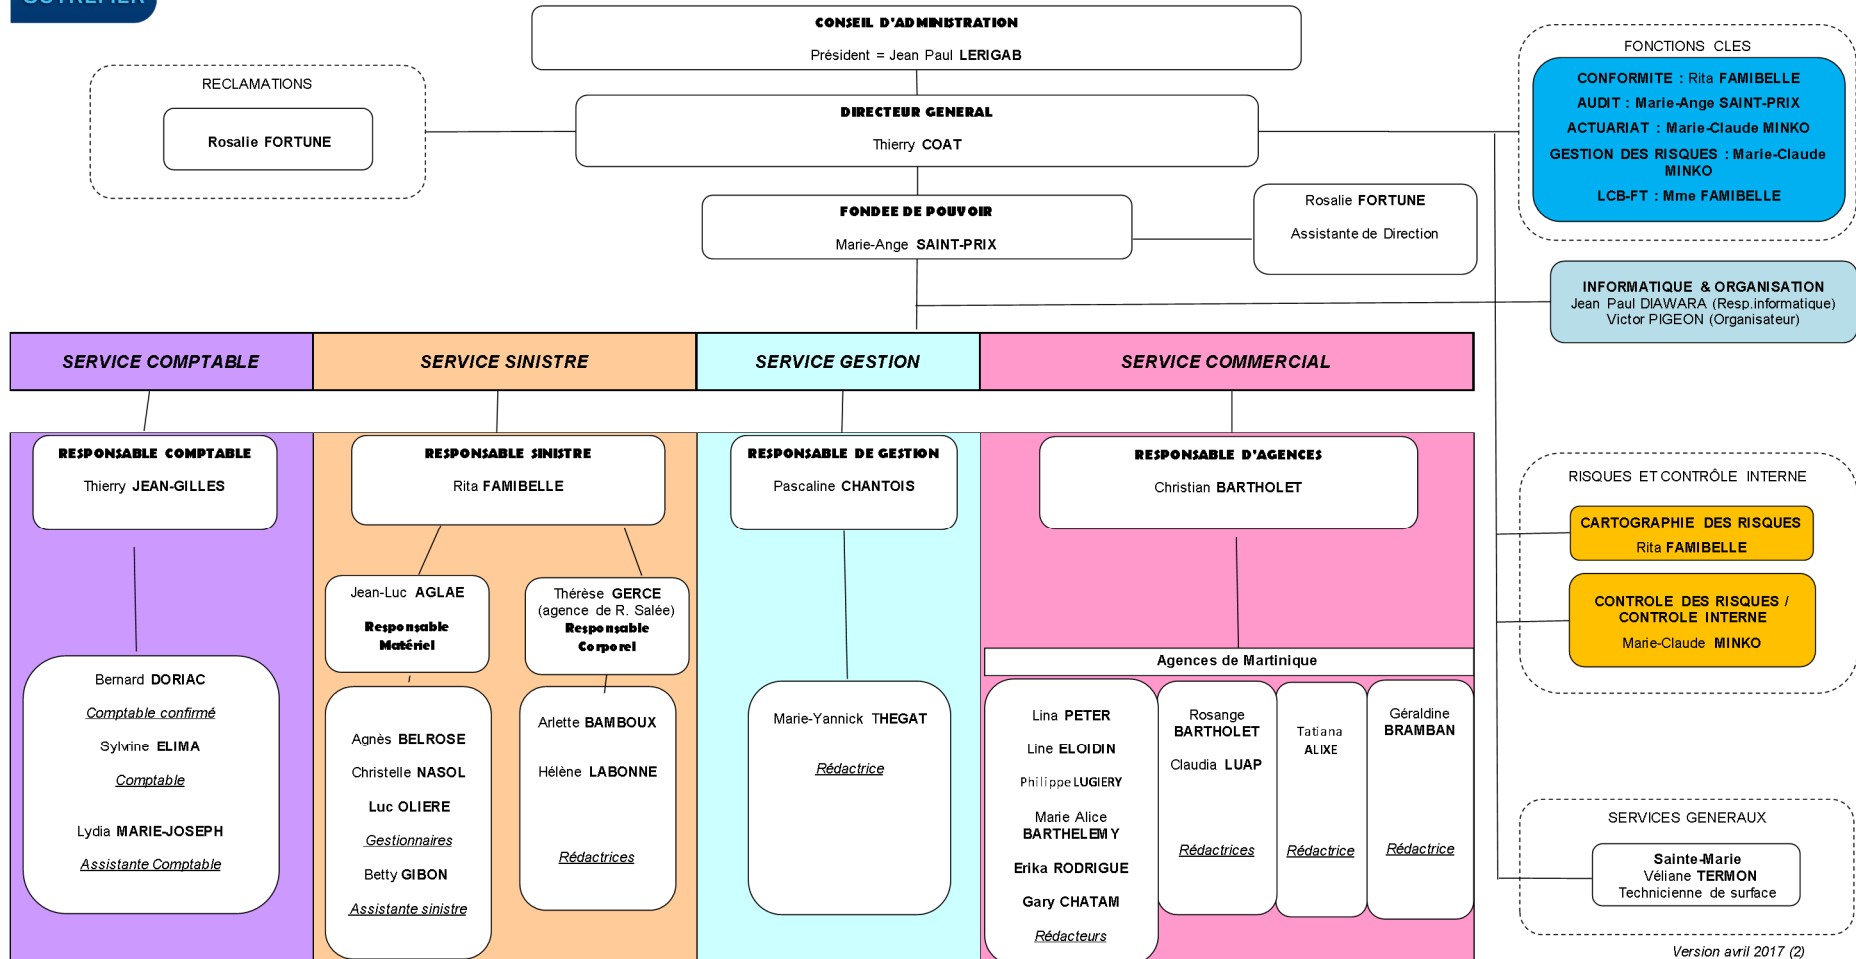 CONSEIL D'ADMINISTRATION
Président = Jean Paul LERIGAB
RECLAMATIONS
Rosalie FORTUNE
DIRECTEUR GENERAL
Thierry COAT
FONCTIONS CLES
CONFORMITE : Rita FAMIBELLE
AUDIT : Marie-Ange SAINT-PRIX
ACTUARIAT : Marie-Claude MINKO
GESTION DES RISQUES : Marie-Claude
MINKO
LCB-FT : Mme FAMIBELLE
FONDEE DE POUVOIR
Marie-Ange SAINT-PRIX
Rosalie FORTUNE
Assistante de Direction
INFORMATIQUE & ORGANISATION
Jean Paul DIAWARA (Resp.informatique)
Victor PIGEON (Organisateur)
SERVICE COMPTABLE
SERVICE SINISTRE
SERVICE GESTION
SERVICE COMMERCIAL
RESPONSABLE COMPTABLE
Thierry JEAN-GILLES
Bernard DORIAC
Comptable confirmé
Sylvine ELIMA
Comptable
Lydia MARIE-JOSEPH
Assistante Comptable
RESPONSABLE SINISTRE
Rita FAMIBELLE
Jean-Luc AGLAE
Responsable
Matériel
Agnès BELROSE
Christelle NASOL
Luc OLIERE
Gestionnaires
Betty GIBON
Assistante sinistre
Thérèse GERCE
(agence de R. Salée)
Responsable
Corporel
Arlette BAMBOUX
Hélène LABONNE
Rédactrices
RESPONSABLE DE GESTION
Pascaline CHANTOIS
Marie-Yannick THEGAT
Rédactrice
RESPONSABLE D'AGENCES
Christian BARTHOLET
Agences de Martinique
Lina PETER
Line ELOIDIN
Philippe LUGIERY
Marie Alice
BARTHELEMY
Erika RODRIGUE
Gary CHATAM
Rédacteurs
Rosange
BARTHOLET
Claudia LUAP
Rédactrices
Tatiana
ALIXE
Rédactrice
Géraldine
BRAMBAN
Rédactrice
RISQUES ET CONTRÔLE INTERNE
CARTOGRAPHIE DES RISQUES
Rita FAMIBELLE
CONTROLE DES RISQUES /
CONTROLE INTERNE
Marie-Claude MINKO
SERVICES GENERAUX
Sainte-Marie
Véliane TERMON
Technicienne de surface
Version avril 2017 (2)